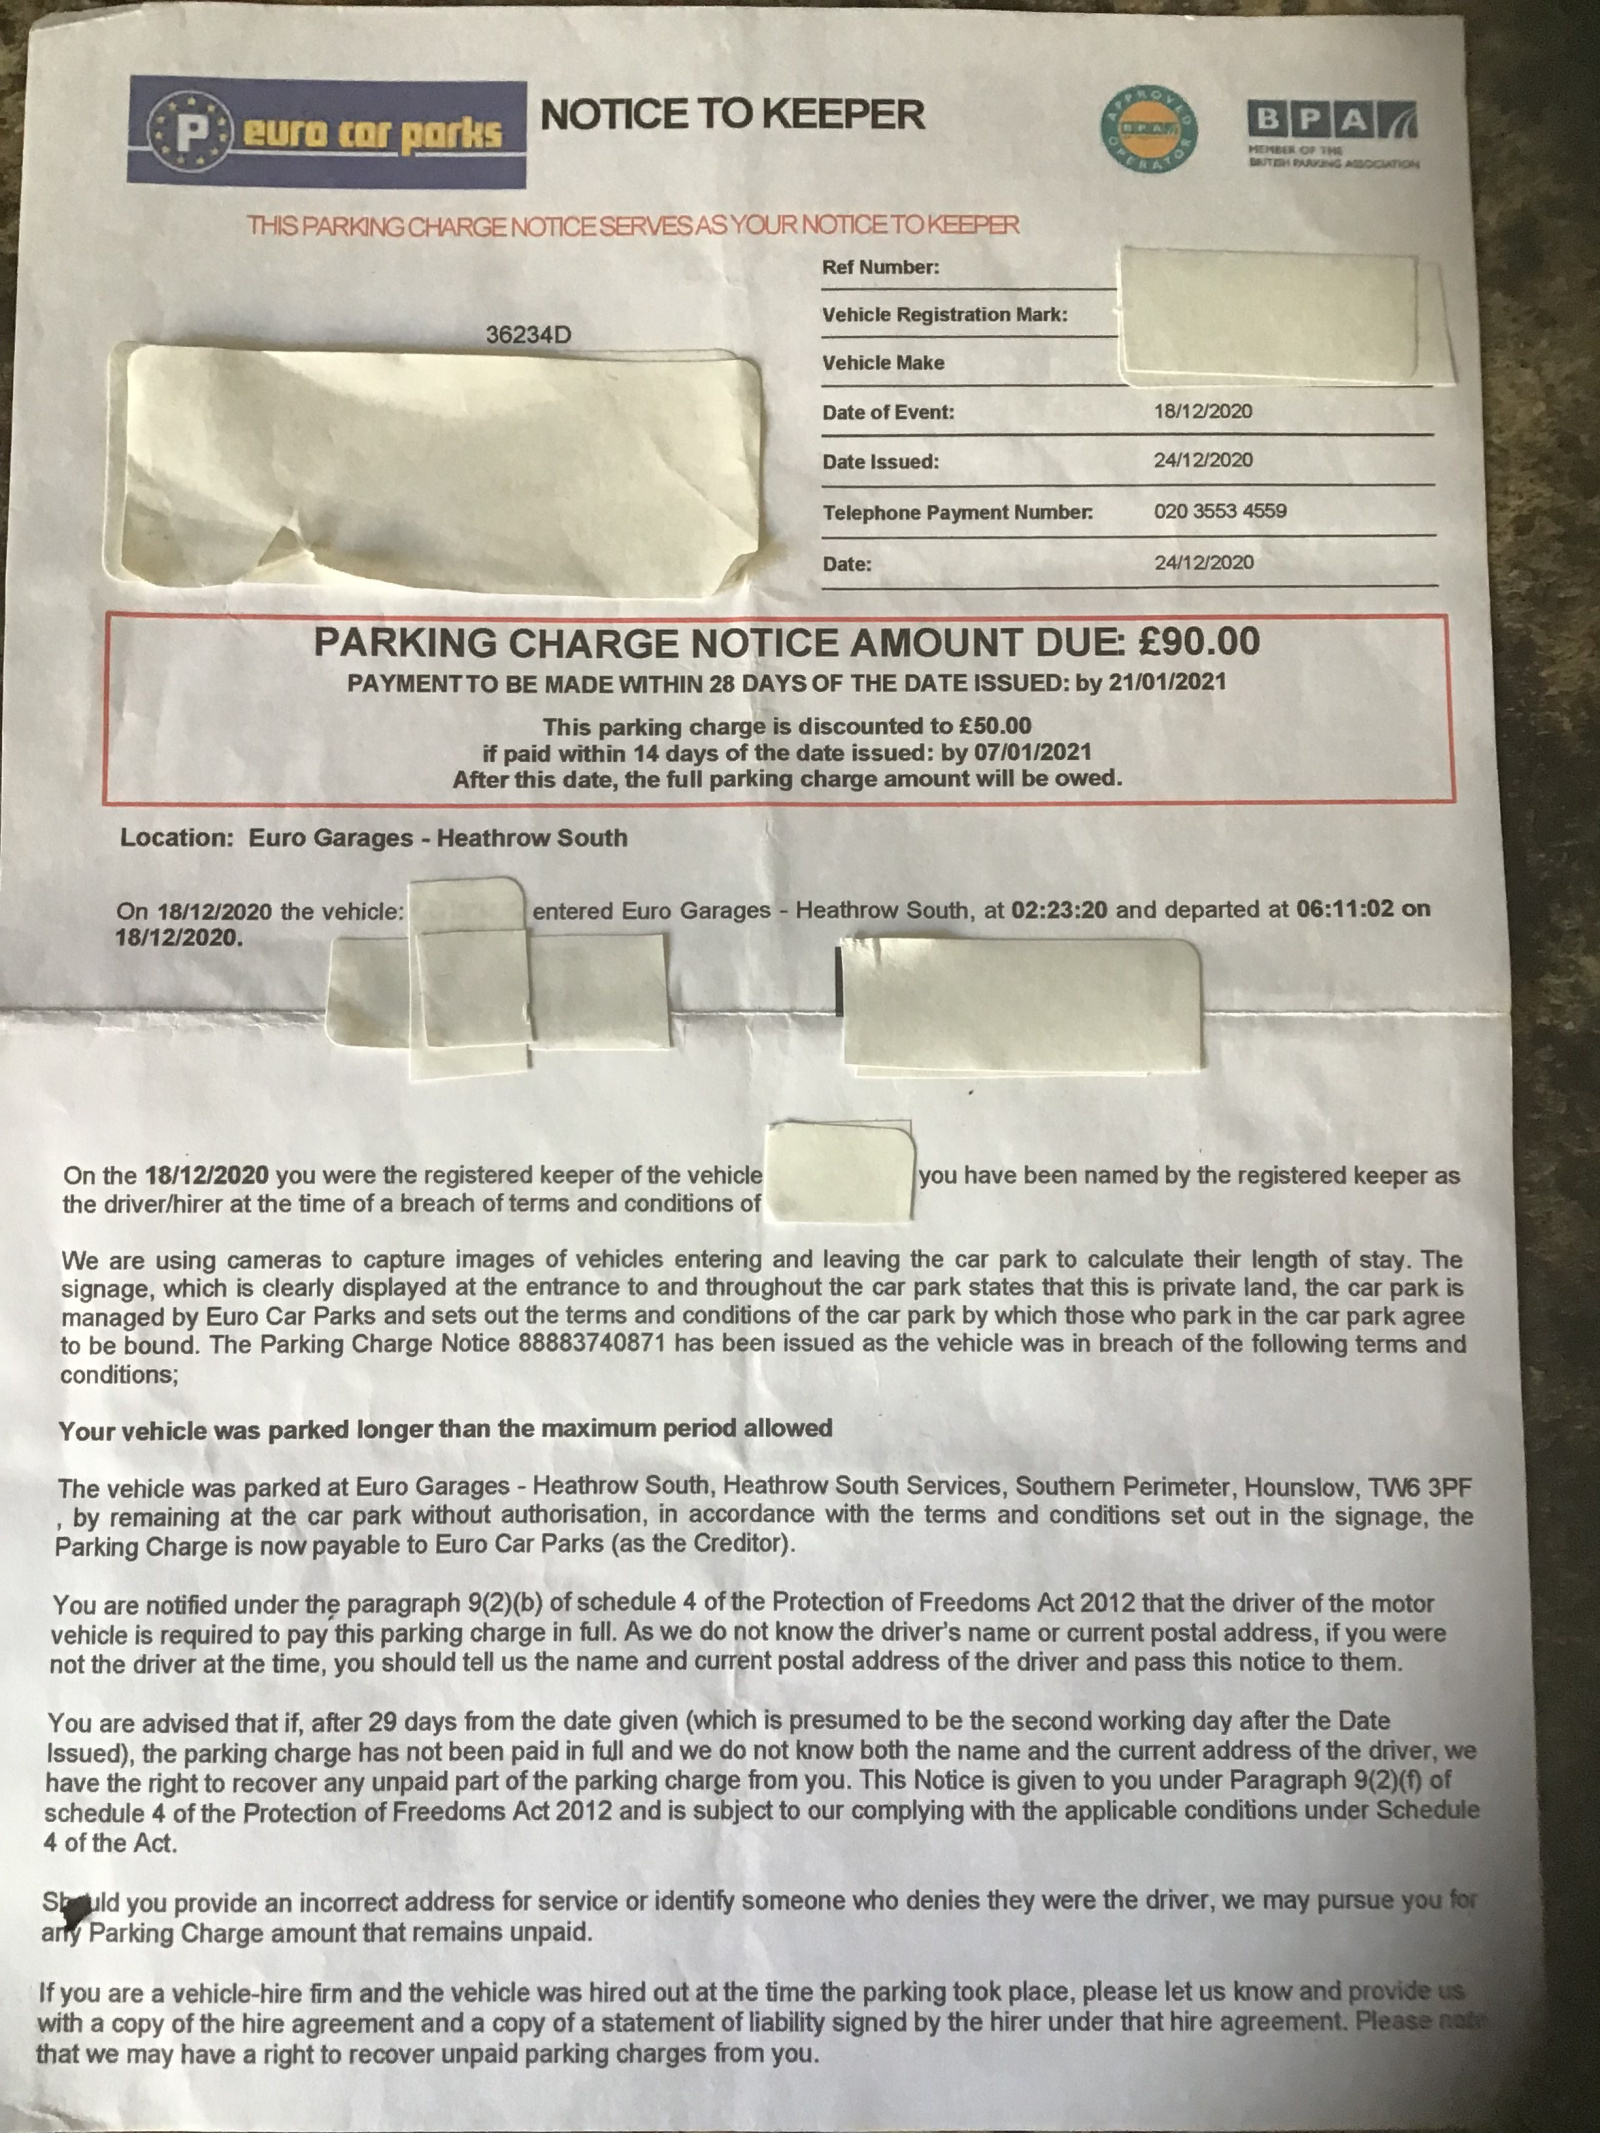 P euro car parks
NOTICE TO KEEPER
APPROVED
BPA
OPERATOR
BPA
MEMBER OF THE
BRITISH PARKING ASSOCIATION
THIS PARKING CHARGE NOTICE SERVES AS YOUR NOTICE TO KEEPER
36234D
Ref Number:
Vehicle Registration Mark:
Vehicle Make
Date of Event: 18/12/2020
Date Issued: 24/12/2020
Telephone Payment Number: 020 3553 4559
Date: 24/12/2020
PARKING CHARGE NOTICE AMOUNT DUE: £90.00
PAYMENT TO BE MADE WITHIN 28 DAYS OF THE DATE ISSUED: by 21/01/2021
This parking charge is discounted to £50.00
if paid within 14 days of the date issued: by 07/01/2021
After this date, the full parking charge amount will be owed.
Location: Euro Garages - Heathrow South
On 18/12/2020 the vehicle: entered Euro Garages - Heathrow South, at 02:23:20 and departed at 06:11:02 on
18/12/2020.
On the 18/12/2020 you were the registered keeper of the vehicle you have been named by the registered keeper as
the driver/hirer at the time of a breach of terms and conditions of
We are using cameras to capture images of vehicles entering and leaving the car park to calculate their length of stay. The
signage, which is clearly displayed at the entrance to and throughout the car park states that this is private land, the car park is
managed by Euro Car Parks and sets out the terms and conditions of the car park by which those who park in the car park agree
to be bound. The Parking Charge Notice 88883740871 has been issued as the vehicle was in breach of the following terms and
conditions;
Your vehicle was parked longer than the maximum period allowed
The vehicle was parked at Euro Garages - Heathrow South, Heathrow South Services, Southern Perimeter, Hounslow, TW6 3PF
, by remaining at the car park without authorisation, in accordance with the terms and conditions set out in the signage, the
Parking Charge is now payable to Euro Car Parks (as the Creditor).
You are notified under the paragraph 9(2)(b) of schedule 4 of the Protection of Freedoms Act 2012 that the driver of the motor
vehicle is required to pay this parking charge in full. As we do not know the driver's name or current postal address, if you were
not the driver at the time, you should tell us the name and current postal address of the driver and pass this notice to them.
You are advised that if, after 29 days from the date given (which is presumed to be the second working day after the Date
Issued), the parking charge has not been paid in full and we do not know both the name and the current address of the driver, we
have the right to recover any unpaid part of the parking charge from you. This Notice is given to you under Paragraph 9(2)(f) of
schedule 4 of the Protection of Freedoms Act 2012 and is subject to our complying with the applicable conditions under Schedule
4 of the Act.
Should you provide an incorrect address for service or identify someone who denies they were the driver, we may pursue you for
any Parking Charge amount that remains unpaid.
If you are a vehicle-hire firm and the vehicle was hired out at the time the parking took place, please let us know and provide us
with a copy of the hire agreement and a copy of a statement of liability signed by the hirer under that hire agreement. Please note
that we may have a right to recover unpaid parking charges from you.